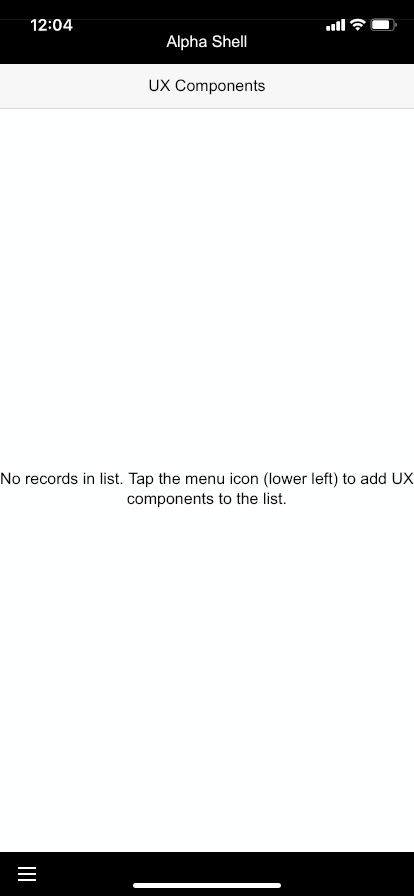 12:04
Alpha Shell
UX Components
No records in list. Tap the menu icon (lower left) to add UX
components to the list.